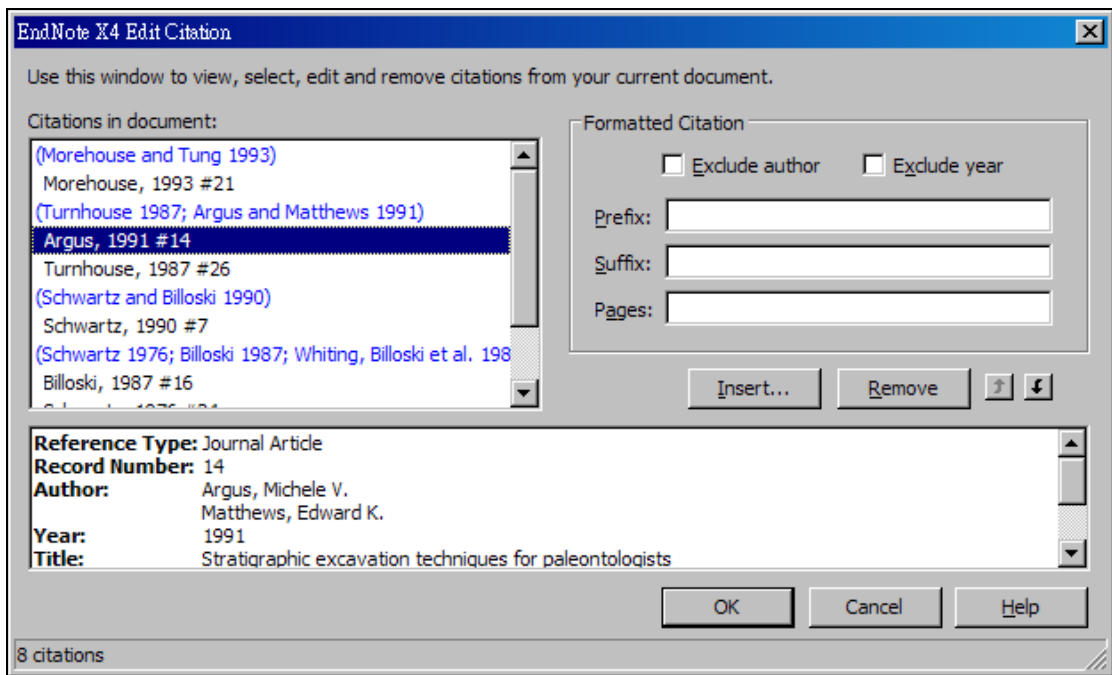 EndNote X4 Edit Citation
Use this window to view, select, edit and remove citations from your current document.
Citations in document:
(Morehouse and Tung 1993)
Morehouse, 1993 #21
(Turnhouse 1987; Argus and Matthews 1991)
Argus, 1991 #14
Turnhouse, 1987 #26
(Schwartz and Billoski 1990)
Schwartz, 1990 #7
(Schwartz 1976; Billoski 1987; Whiting, Billoski et al. 198
Billoski, 1987 #16
Formatted Citation
Exclude author
Exclude year
Prefix:
Suffix:
Pages:
Insert...
Remove
Reference Type: Journal Article
Record Number: 14
Author: Argus, Michele V.
Matthews, Edward K.
Year: 1991
Title: Stratigraphic excavation techniques for paleontologists
OK
Cancel
Help
8 citations